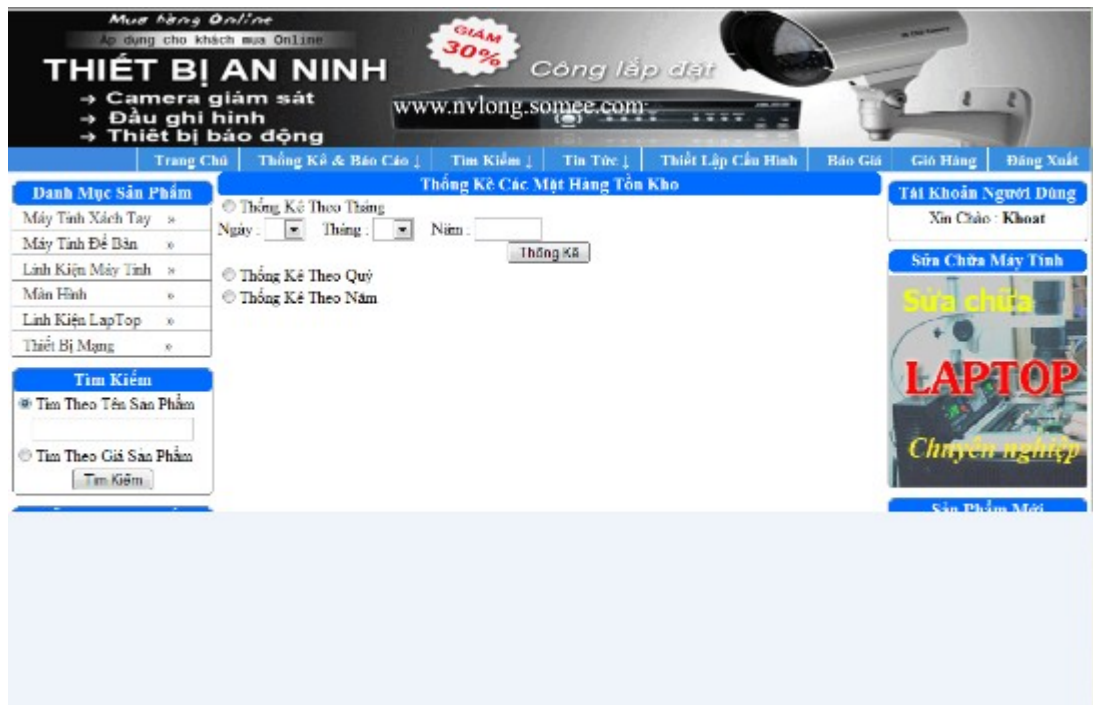 Mua hàng Online
Áp dụng cho khách mua Online
THIẾT BỊ AN NINH
→ Camera giám sát
→ Đầu ghi hình
→ Thiết bị báo động
GIẢM
30%
Công lắp đặt
www.nvlong.somee.com
Trang Chủ Thống Kê & Báo Cáo ↓ Tìm Kiếm ↓ Tin Tức ↓ Thiết Lập Cấu Hình Báo Giá Giỏ Hàng Đăng Xuất
Danh Mục Sản Phẩm
Máy Tính Xách Tay »
Máy Tính Để Bàn »
Linh Kiện Máy Tính »
Màn Hình »
Linh Kiện LapTop »
Thiết Bị Mạng »
Tìm Kiếm
Tìm Theo Tên Sản Phẩm
Tìm Theo Giá Sản Phẩm
Tìm Kiếm
Thống Kê Các Mặt Hàng Tồn Kho
Thống Kê Theo Tháng
Ngày : Tháng : Năm :
Thống Kê
Thống Kê Theo Quý
Thống Kê Theo Năm
Tài Khoản Người Dùng
Xin Chào : Khoat
Sửa Chữa Máy Tính
Sửa chữa
LAPTOP
Chuyên nghiệp
Sản Phẩm Mới